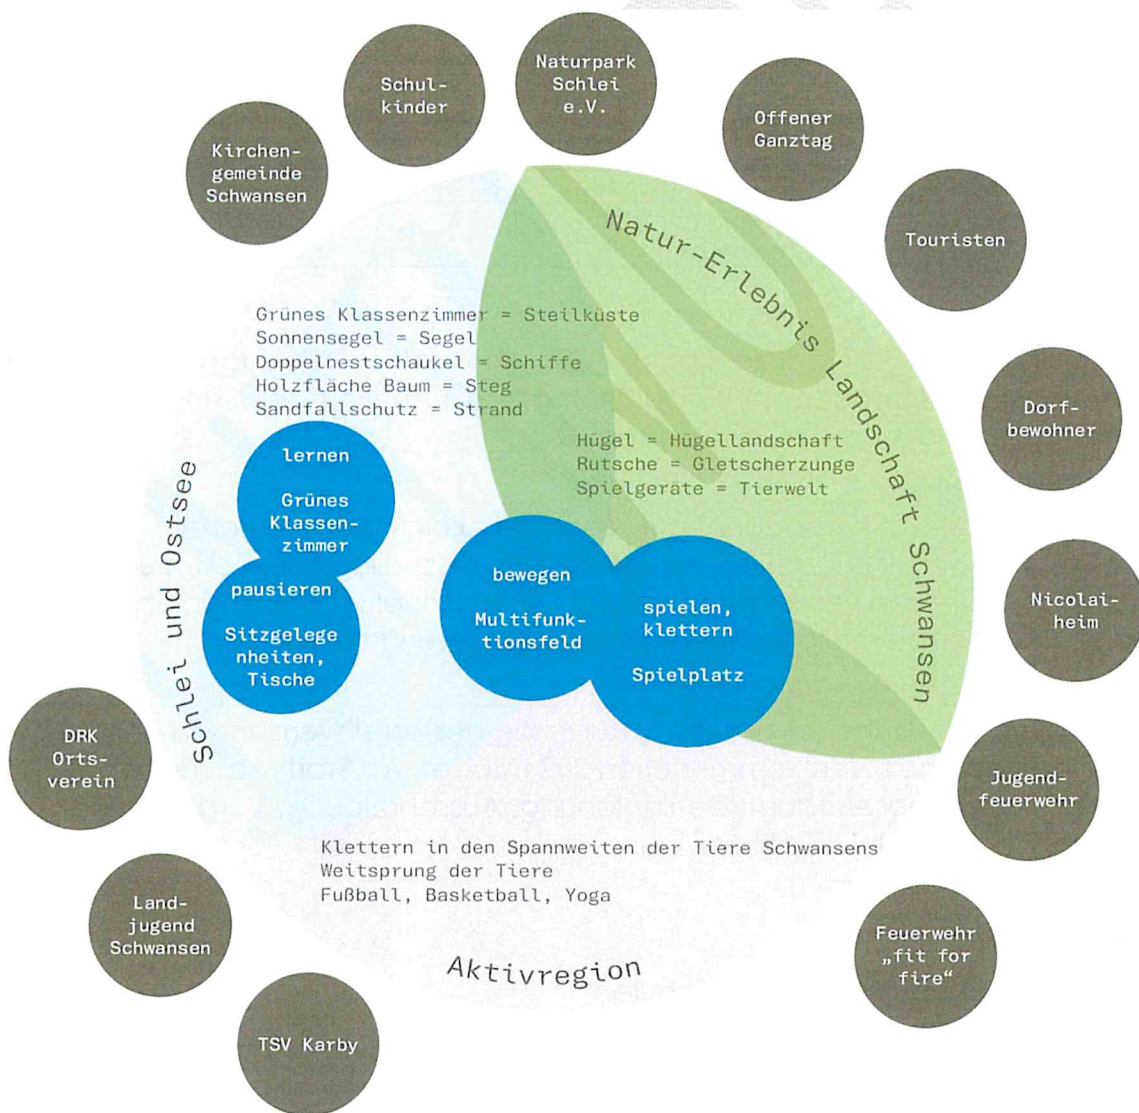 Schul-
kinder
Naturpark
Schlei
e.V.
Offener
Ganztag
Kirchen-
gemeinde
Schwansen
Touristen
Natur-Erlebnis Landschaft Schwansen
Grünes Klassenzimmer = Steilküste
Sonnensegel = Segel
Doppelnestschaukel = Schiffe
Holzfläche Baum = Steg
Sandfallschutz = Strand
Dorf-
bewohner
Hügel = Hügellandschaft
Rutsche = Gletscherzunge
Spielgeräte = Tierwelt
Schlei und Ostsee
lernen
Grünes
Klassen-
zimmer
pausieren
Sitzgelege
nheiten,
Tische
bewegen
Multifunk-
tionsfeld
spielen,
klettern
Spielplatz
Nicolai-
heim
DRK
Orts-
verein
Jugend-
feuerwehr
Klettern in den Spannweiten der Tiere Schwansens
Weitsprung der Tiere
Fußball, Basketball, Yoga
Land-
jugend
Schwansen
Feuerwehr
„fit for
fire“
Aktivregion
TSV Karby